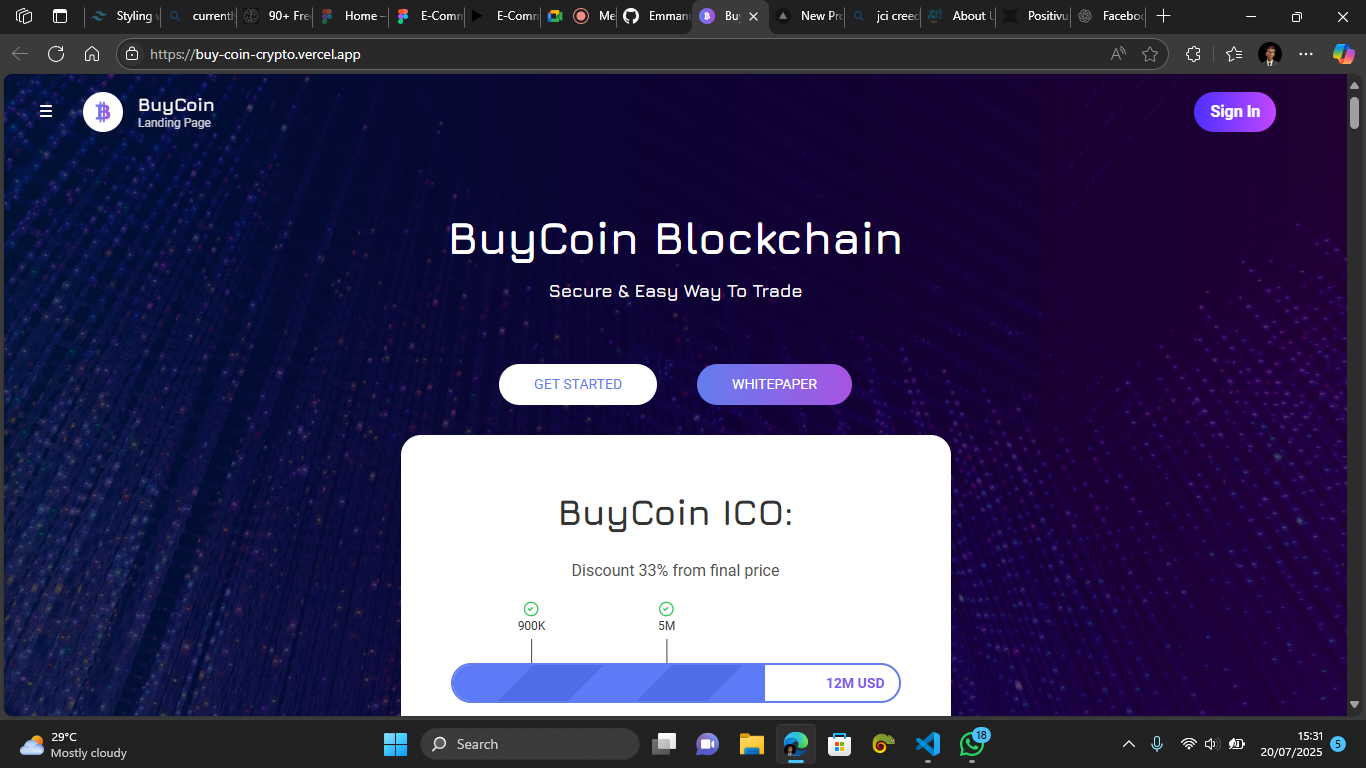 Styling
currentl
90+ Fre
Home -
E-Comm
E-Comm
Me
Emman
Bu
New Pro
jci creed
About U
Positivu
Faceboo
https://buy-coin-crypto.vercel.app
BuyCoin
Landing Page
Sign In
BuyCoin Blockchain
Secure & Easy Way To Trade
GET STARTED
WHITEPAPER
BuyCoin ICO:
Discount 33% from final price
900K
5M
12M USD
29°C
Mostly cloudy
Search
18
15:31
20/07/2025
5